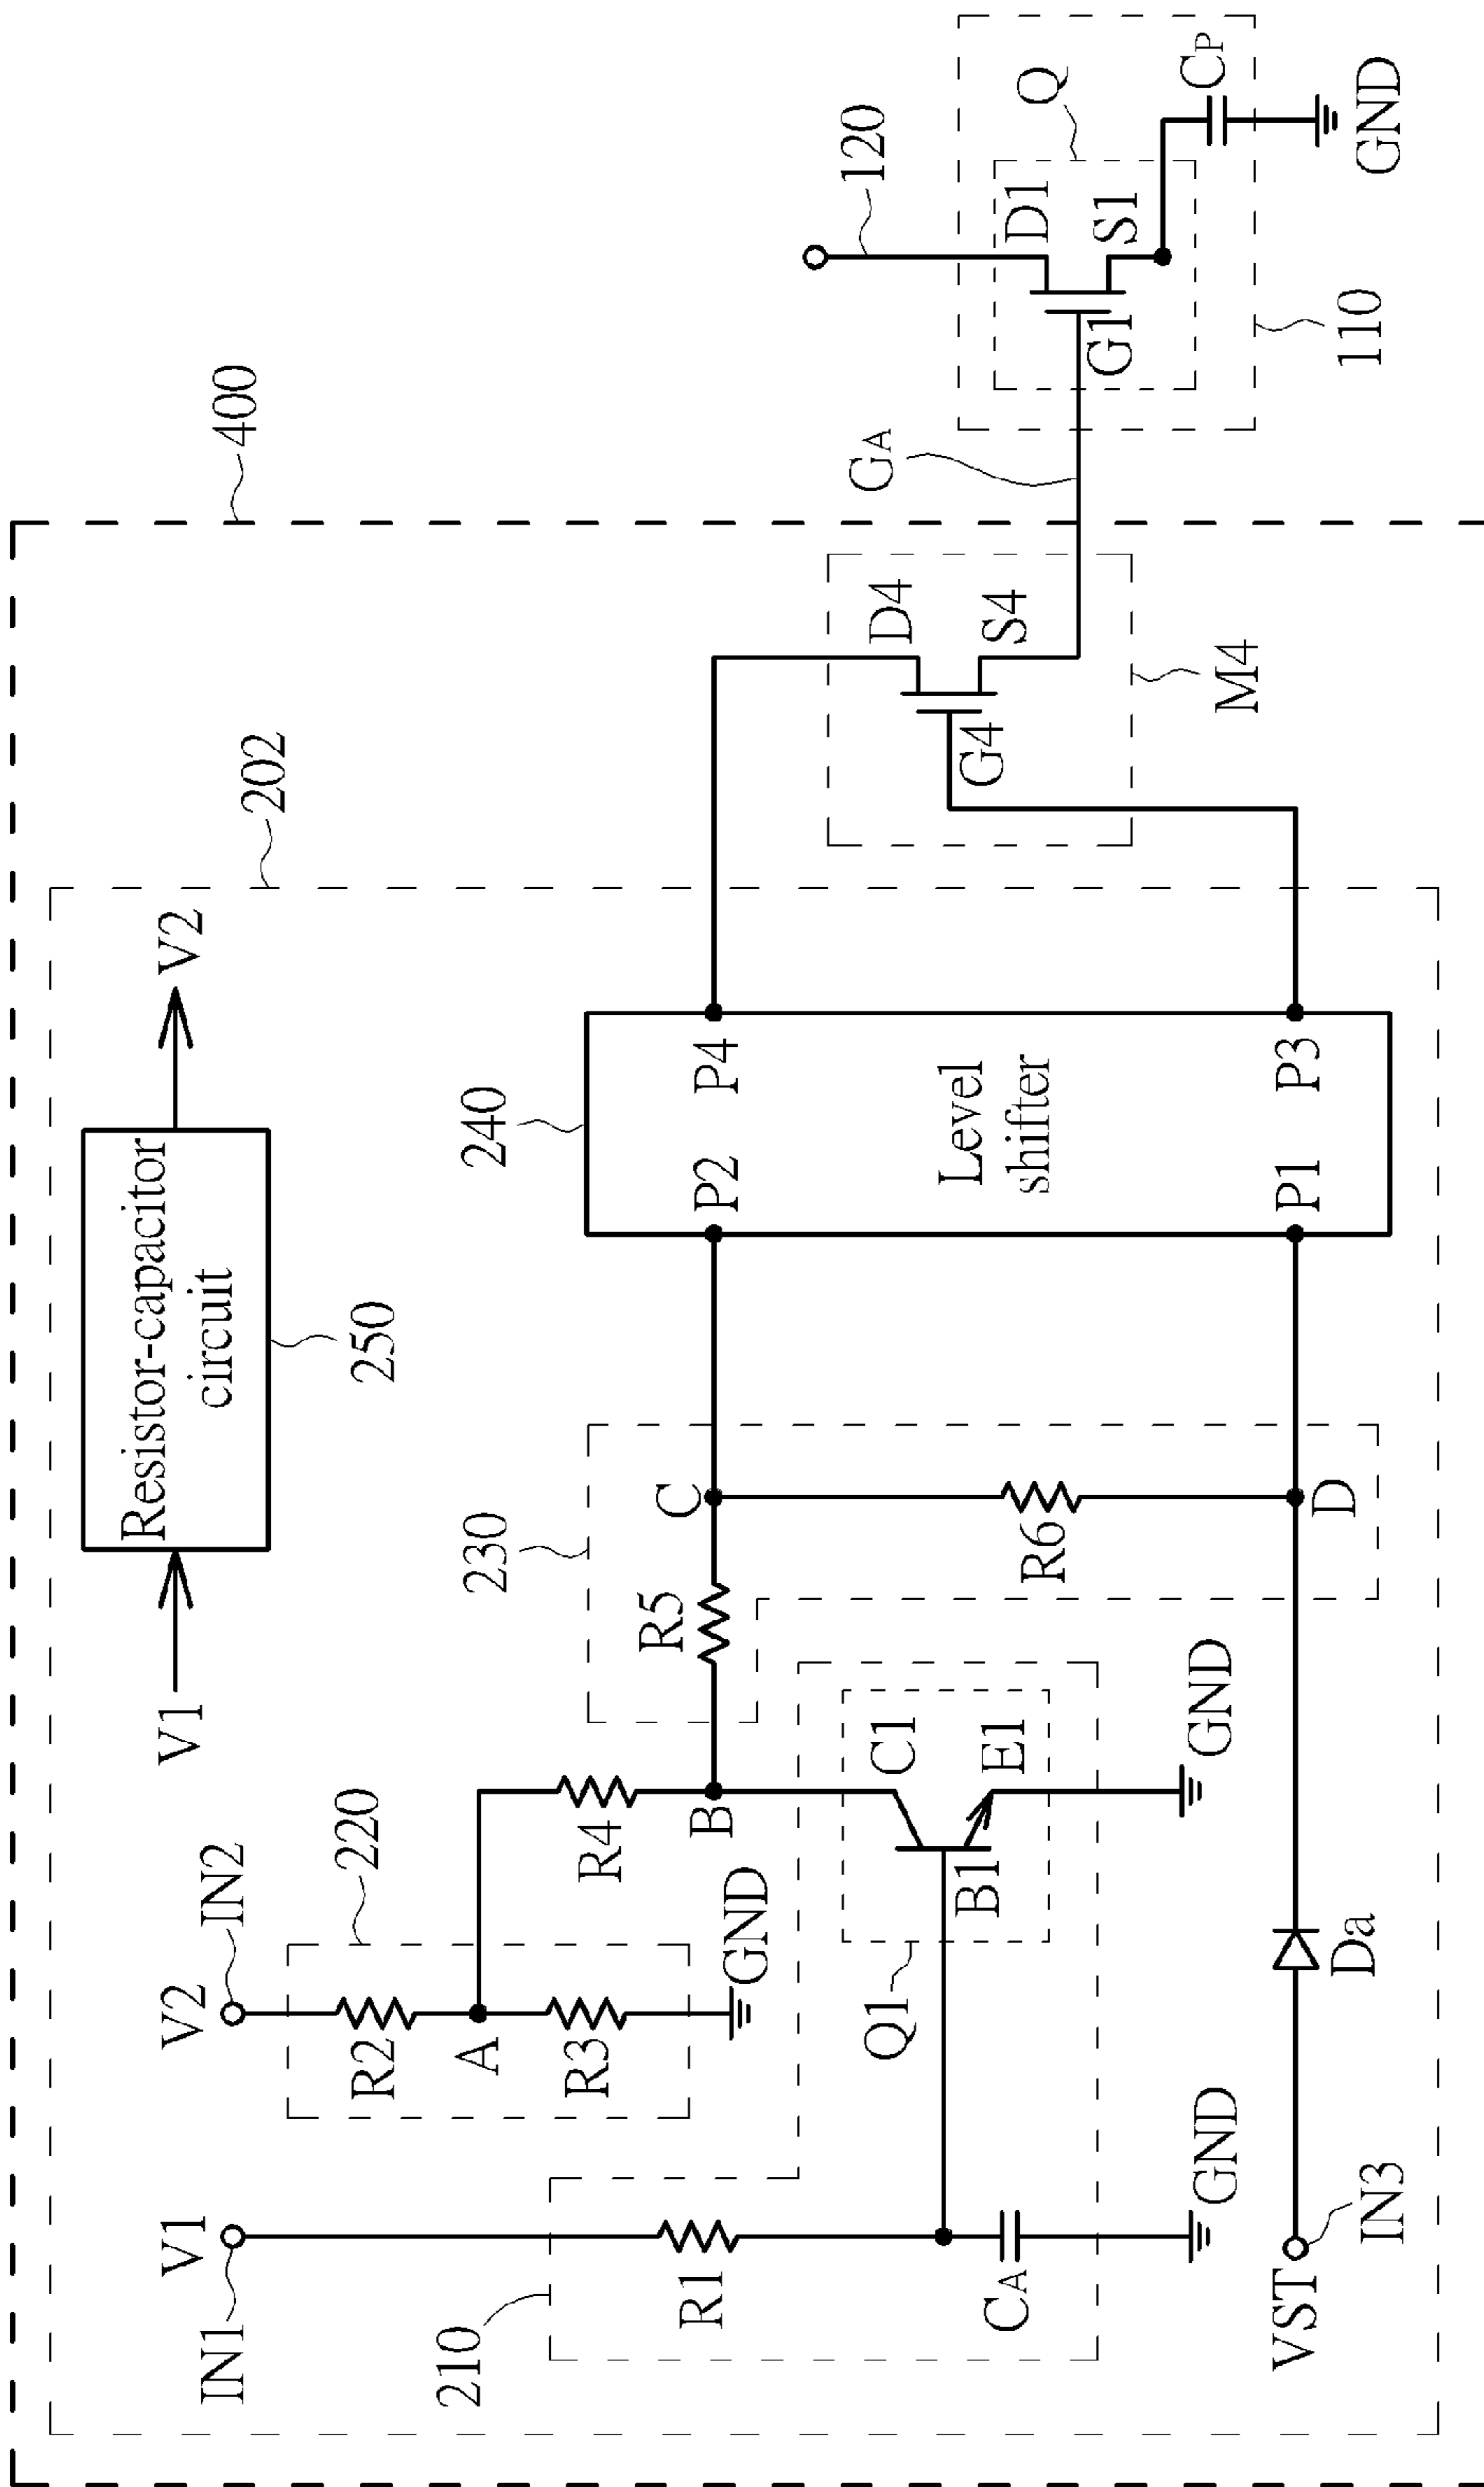 400
202
V1
Resistor-capacitor
circuit
V2
250
V1
IN1
V2
IN2
220
R2
A
R3
GND
R4
B
210
R1
CA
GND
Q1
B1
C1
E1
GND
230
R5
C
R6
D
VST
IN3
Da
240
P2
P4
Level
shifter
P1
P3
D4
S4
G4
M4
GA
120
Q
D1
S1
G1
CP
GND
110